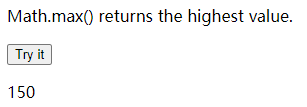 Math.max() returns the highest value.
Try it
150